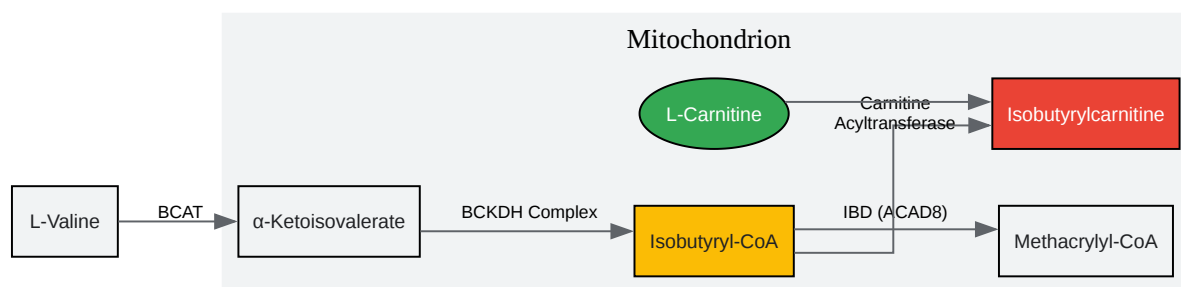 Mitochondrion
L-Carnitine
Carnitine
Acyltransferase
Isobutyrylcarnitine
L-Valine
BCAT
α-Ketoisovalerate
BCKDH Complex
Isobutyryl-CoA
IBD (ACAD8)
Methacrylyl-CoA